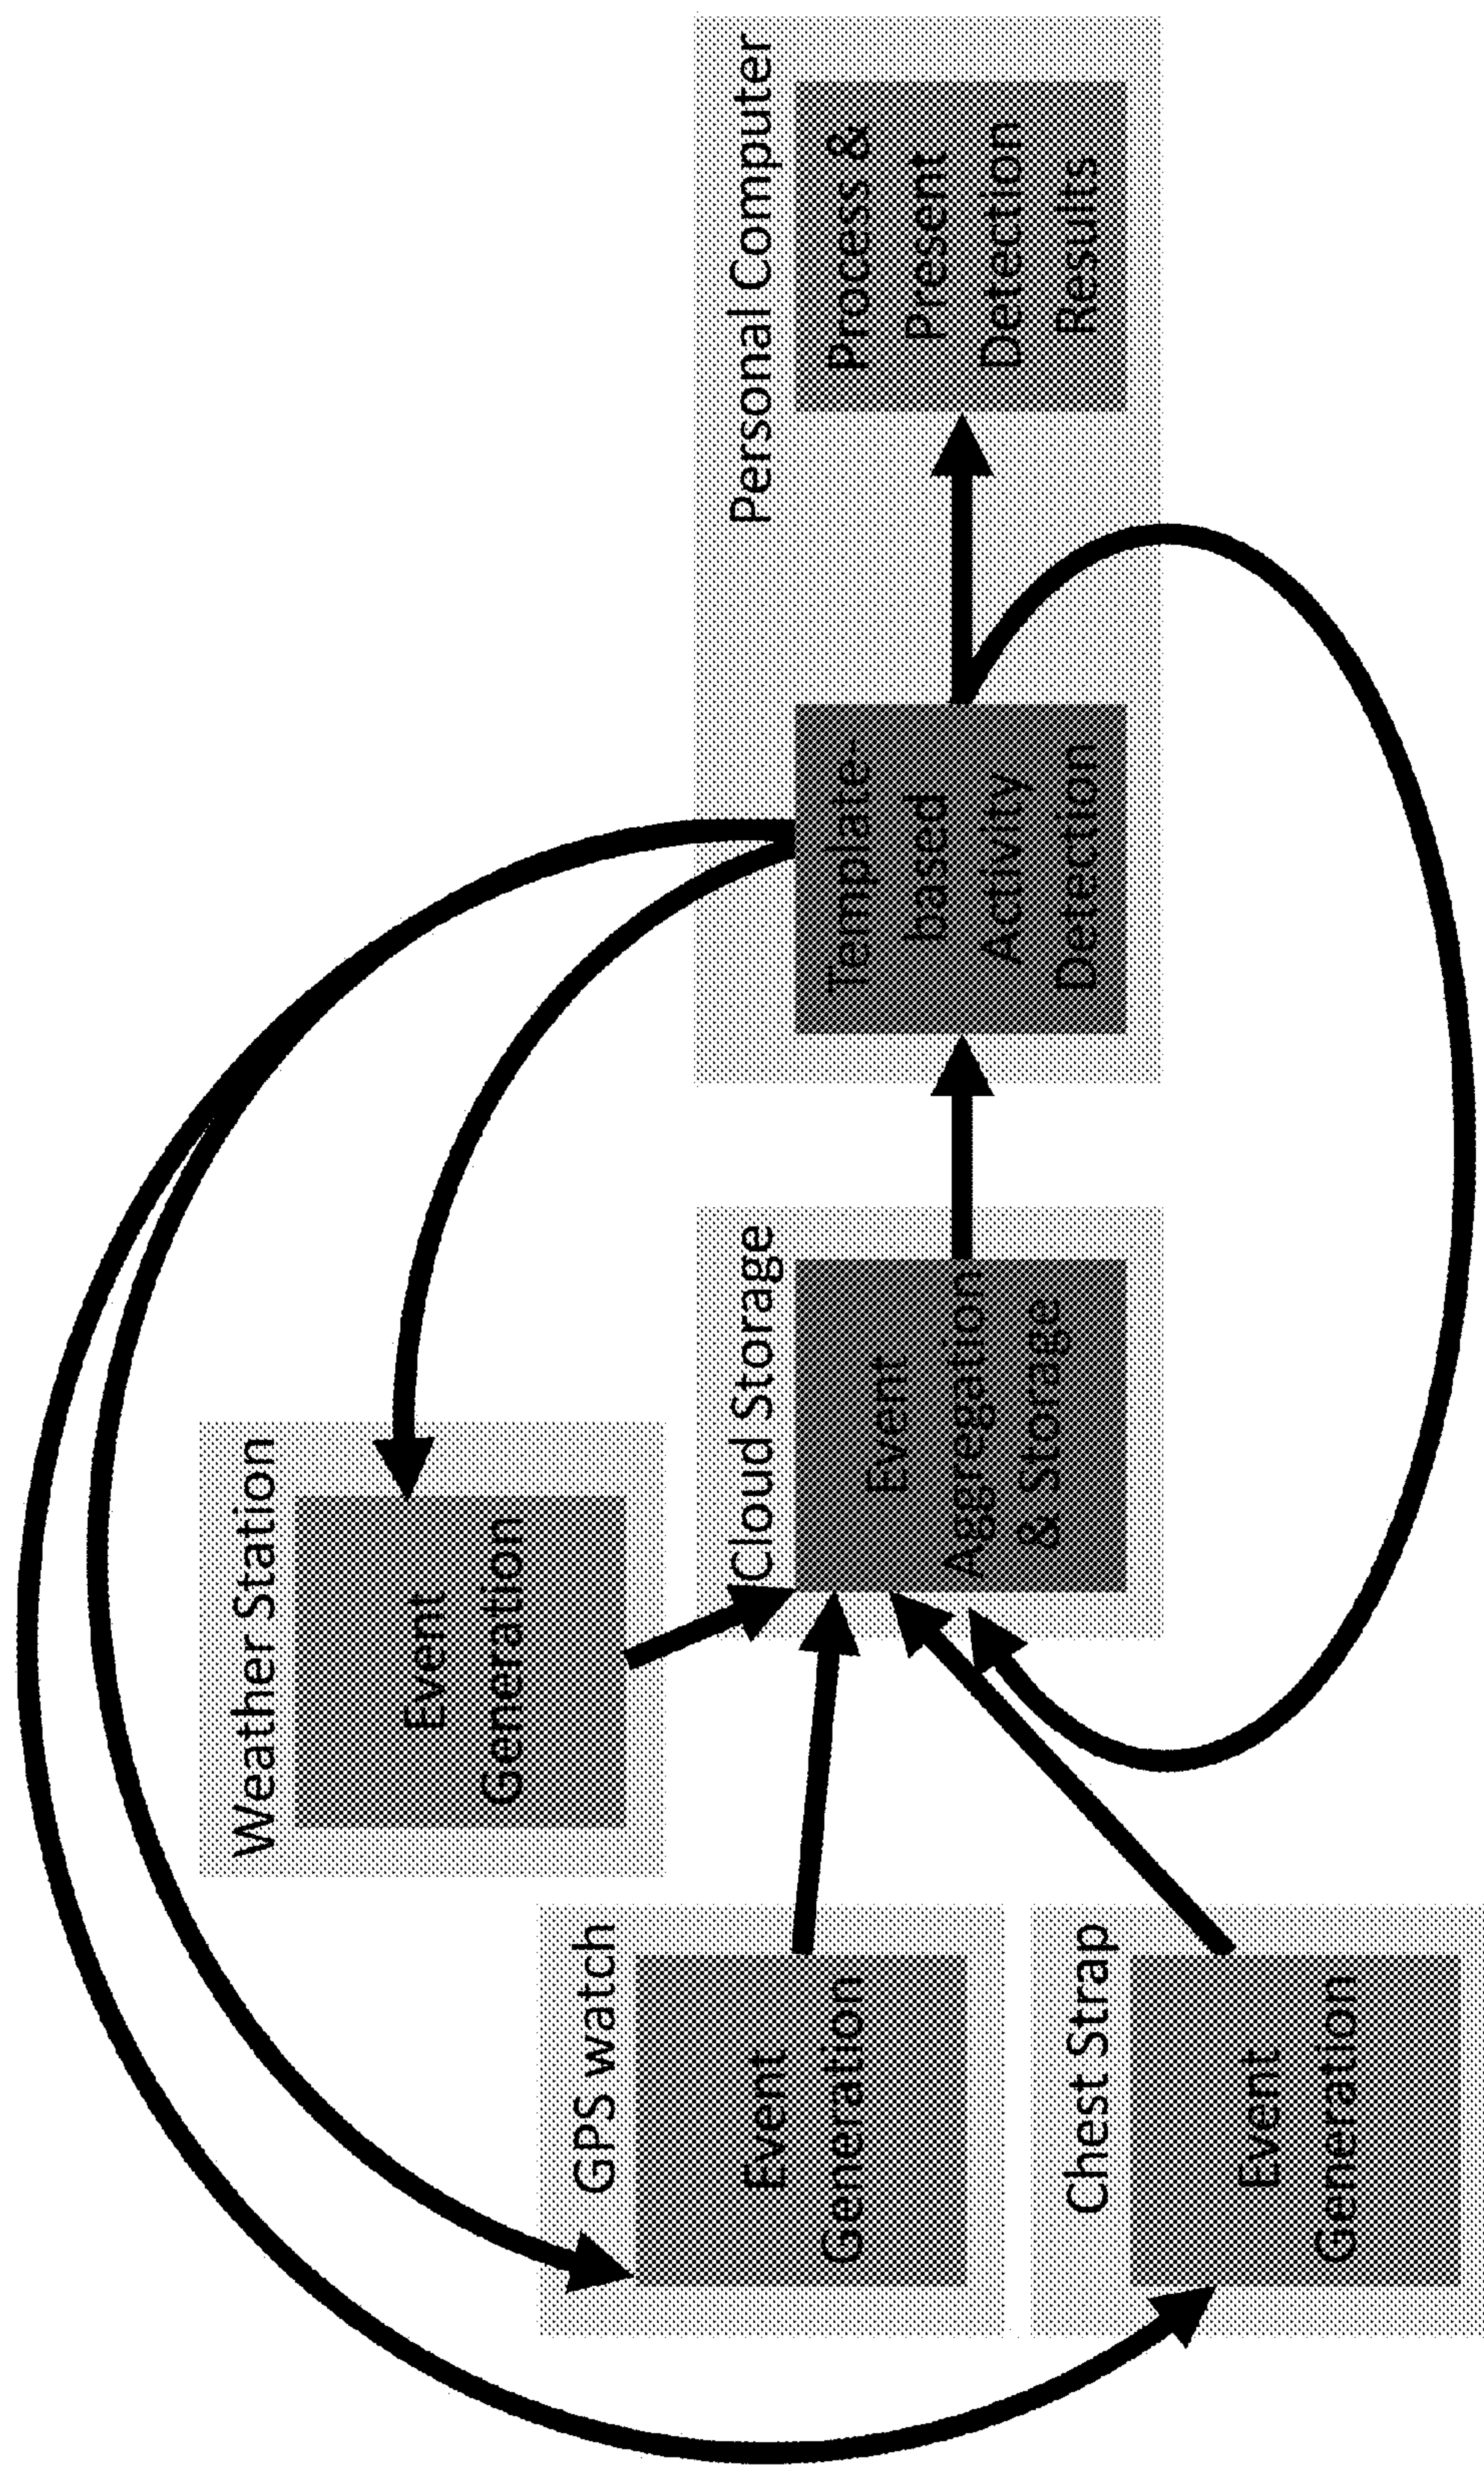 Weather Station
Event
Generation
GPS watch
Event
Generation
Chest Strap
Event
Generation
Cloud Storage
Event
Aggregation
& Storage
Personal Computer
Template-
based
Activity
Detection
Process &
Present
Detection
Results